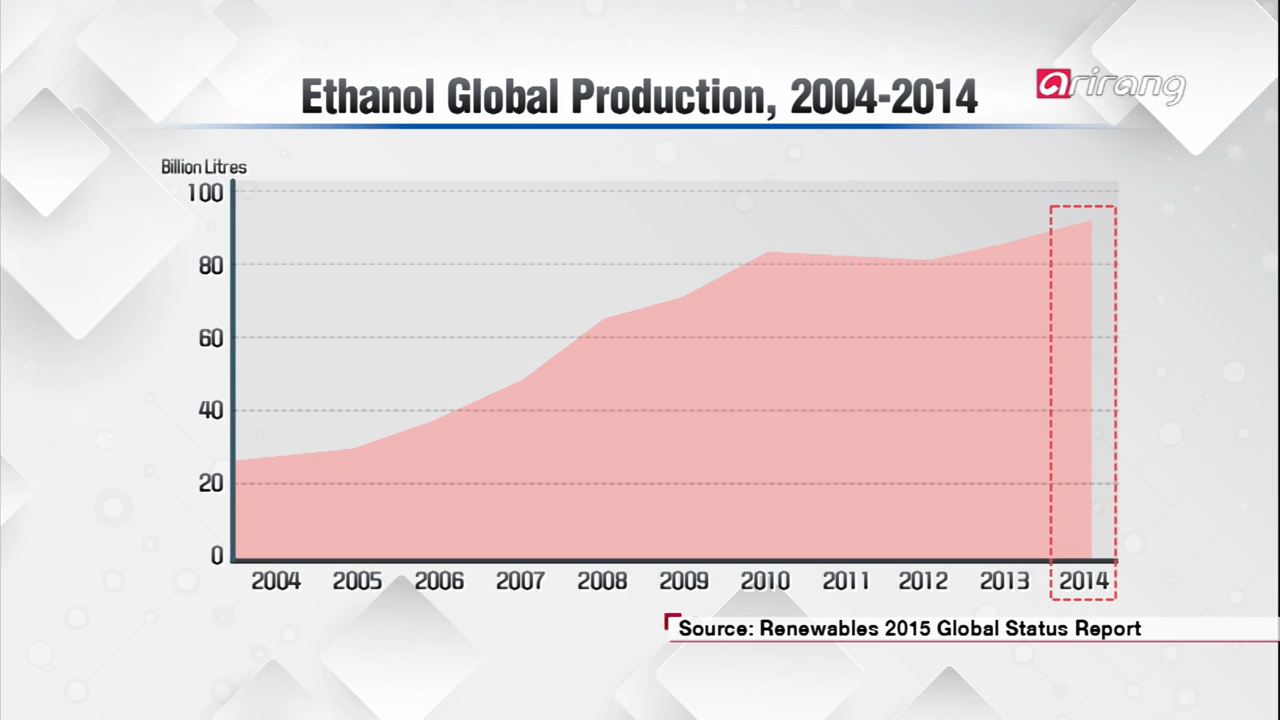 Ethanol Global Production, 2004-2014
arirang
Billion Litres
100
80
60
40
20
0
2004 2005 2006 2007 2008 2009 2010 2011 2012 2013 2014
Source: Renewables 2015 Global Status Report